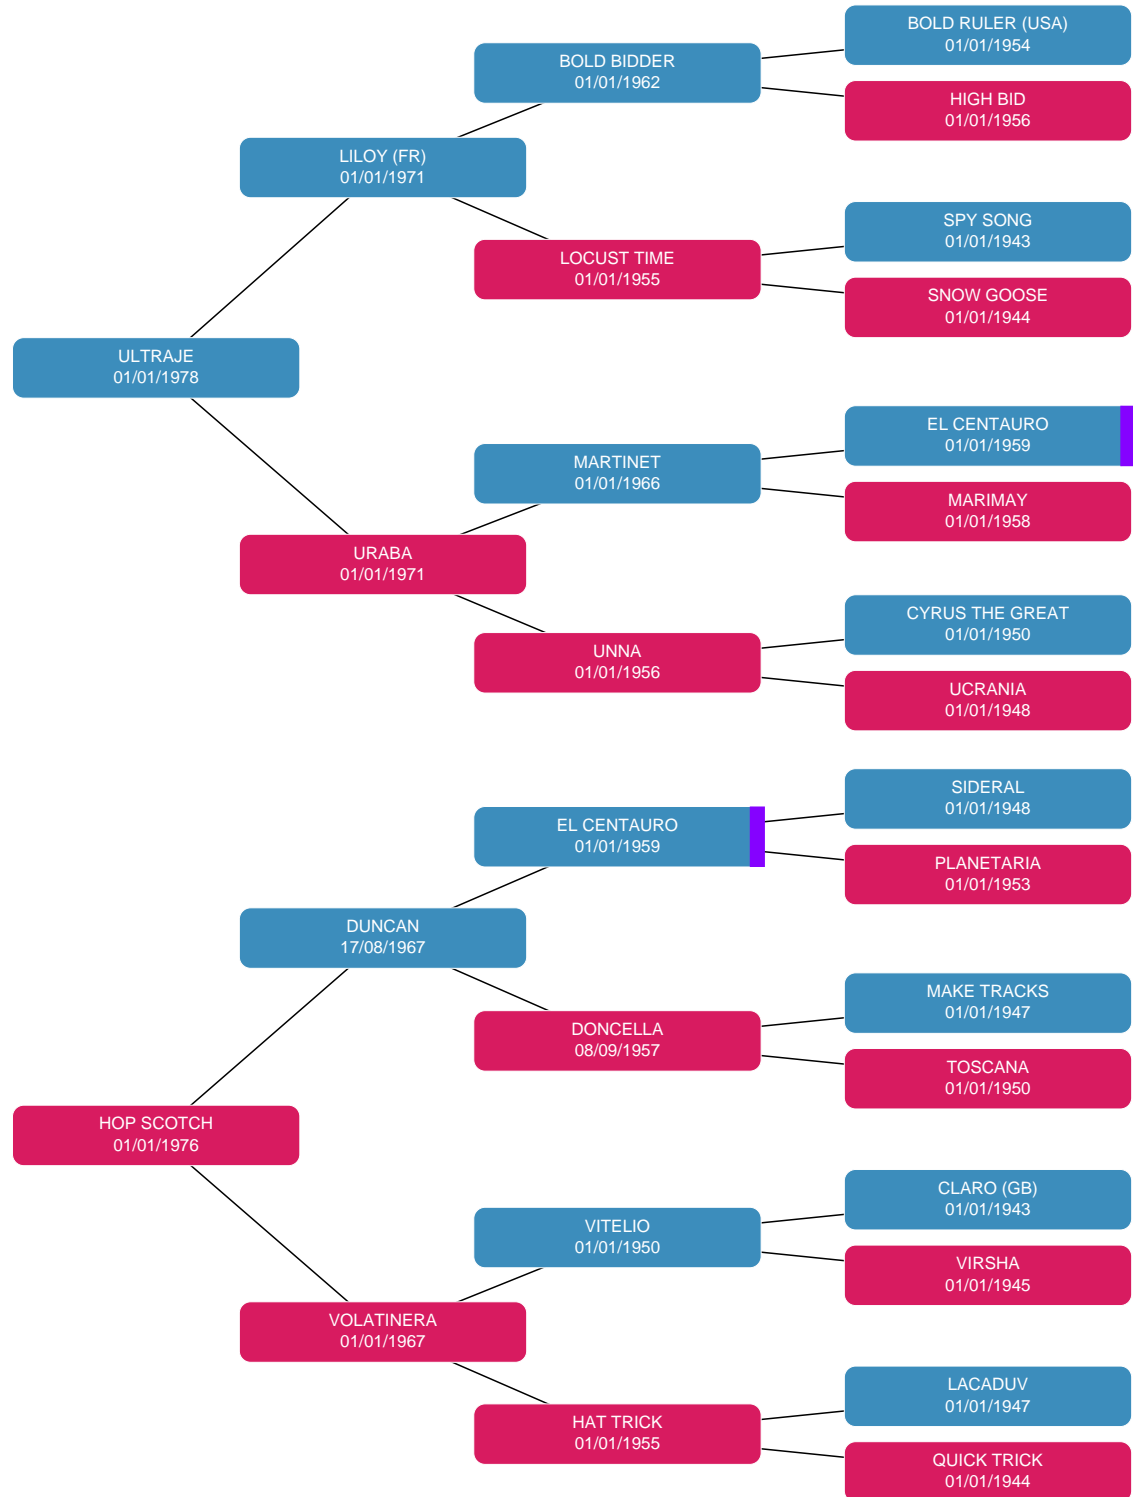 BOLD RULER (USA)
01/01/1954
BOLD BIDDER
01/01/1962
HIGH BID
01/01/1956
LILOY (FR)
01/01/1971
SPY SONG
01/01/1943
LOCUST TIME
01/01/1955
SNOW GOOSE
01/01/1944
ULTRAJE
01/01/1978
EL CENTAURO
01/01/1959
MARTINET
01/01/1966
MARIMAY
01/01/1958
URABA
01/01/1971
CYRUS THE GREAT
01/01/1950
UNNA
01/01/1956
UCRANIA
01/01/1948
SIDERAL
01/01/1948
EL CENTAURO
01/01/1959
PLANETARIA
01/01/1953
DUNCAN
17/08/1967
MAKE TRACKS
01/01/1947
DONCELLA
08/09/1957
TOSCANA
01/01/1950
HOP SCOTCH
01/01/1976
CLARO (GB)
01/01/1943
VITELIO
01/01/1950
VIRSHA
01/01/1945
VOLATINERA
01/01/1967
LACADUV
01/01/1947
HAT TRICK
01/01/1955
QUICK TRICK
01/01/1944